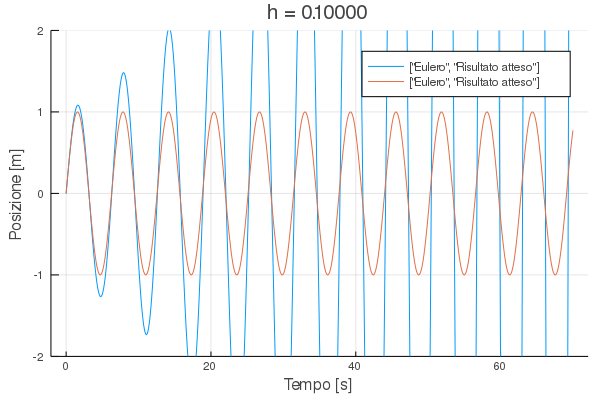 h = 0.10000
2
["Eulero", "Risultato atteso"]
["Eulero", "Risultato atteso"]
1
Posizione [m]
0
-1
-2
0
20
40
60
Tempo [s]